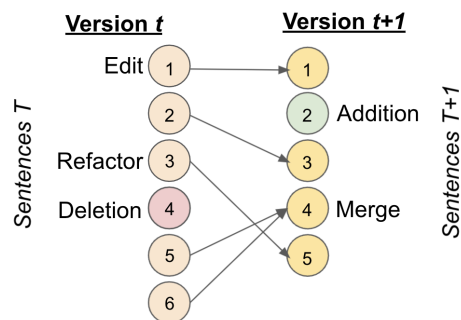 Version t
Version t+1
Edit
1
1
2
2
Addition
Refactor
3
3
Deletion
4
4
Merge
5
5
6
Sentences T
Sentences T+1